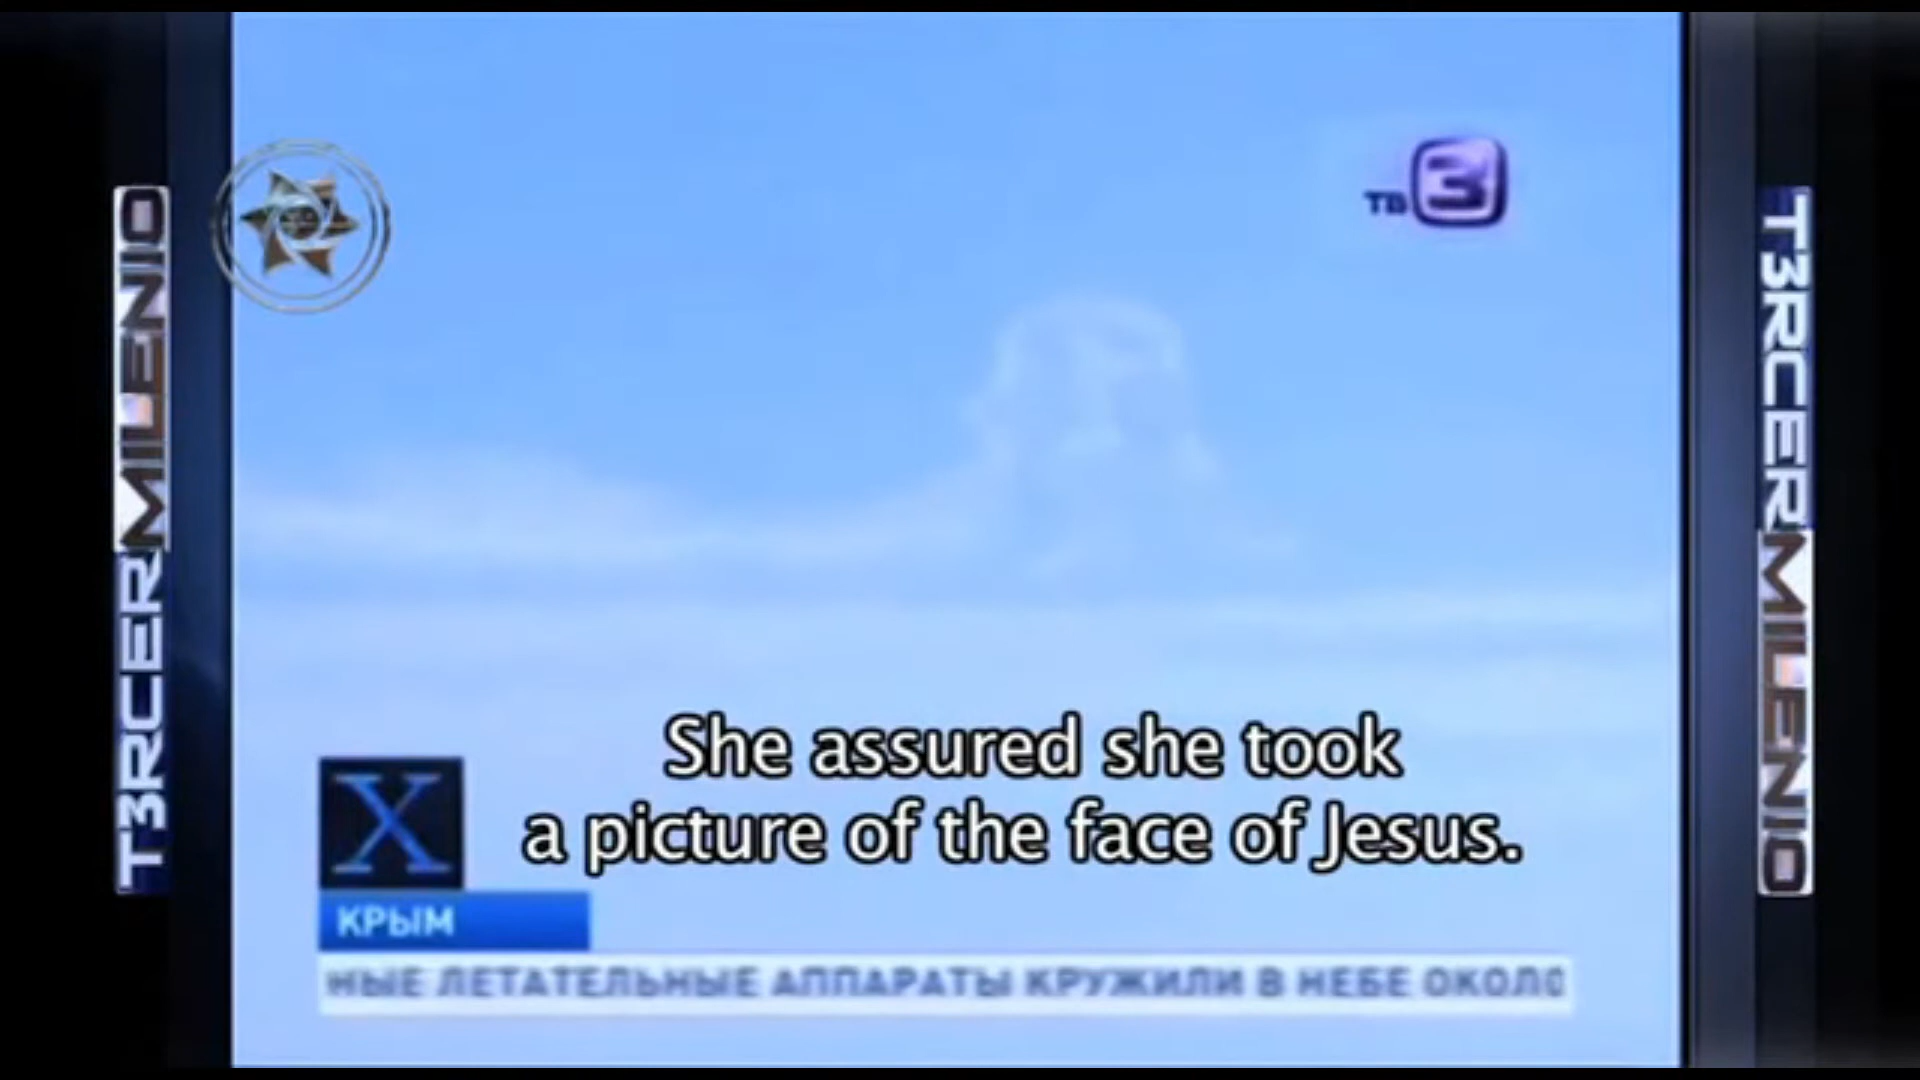 T3RCERMILENIO
ТВ3
T3RCERMILENIO
She assured she took
a picture of the face of Jesus.
X
КРЫМ
НЫЕ ЛЕТАТЕЛЬНЫЕ АППАРАТЫ КРУЖИЛИ В НЕБЕ ОКОЛО